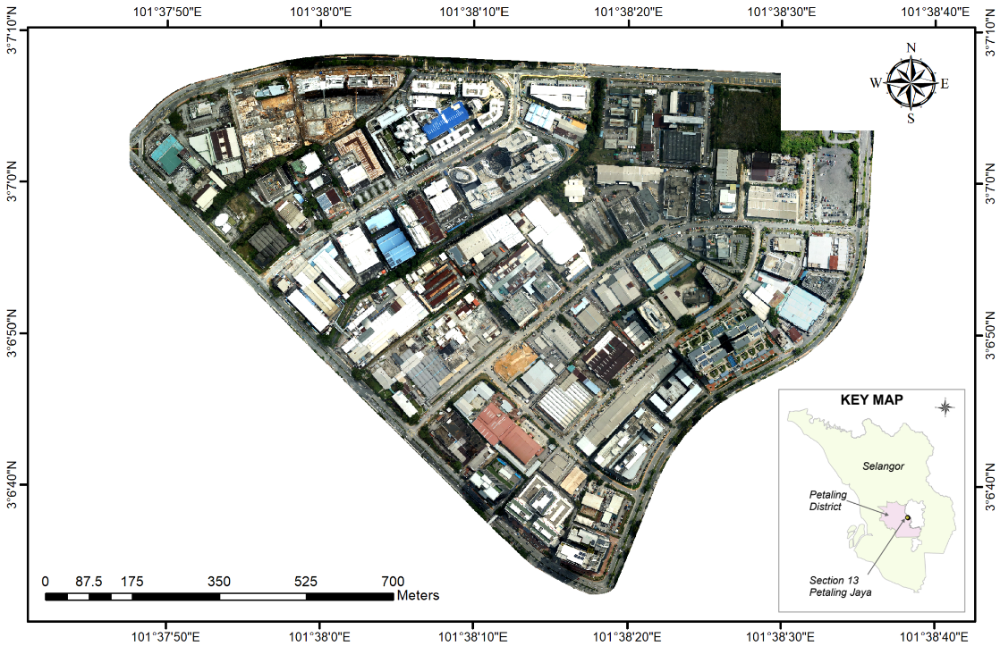 101°37'50"E 101°38'0"E 101°38'10"E 101°38'20"E 101°38'30"E 101°38'40"E
3°7'10"N
3°7'10"N
N
W E
S
3°7'0"N
3°7'0"N
3°6'50"N
3°6'50"N
KEY MAP
Selangor
Petaling
District
Section 13
Petaling Jaya
3°6'40"N
3°6'40"N
0 87.5 175 350 525 700
Meters
101°37'50"E 101°38'0"E 101°38'10"E 101°38'20"E 101°38'30"E 101°38'40"E